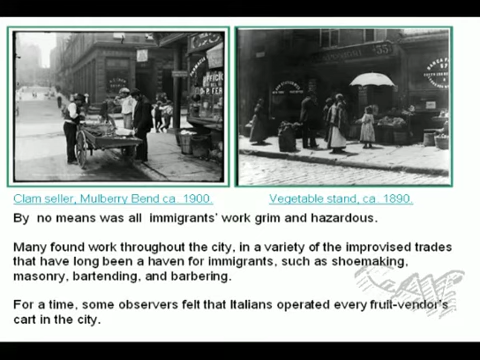 Clam seller, Mulberry Bend ca. 1900.
Vegetable stand, ca. 1890.
By no means was all immigrants' work grim and hazardous.
Many found work throughout the city, in a variety of the improvised trades
that have long been a haven for immigrants, such as shoemaking,
masonry, bartending, and barbering.
For a time, some observers felt that Italians operated every fruit-vendor's
cart in the city.